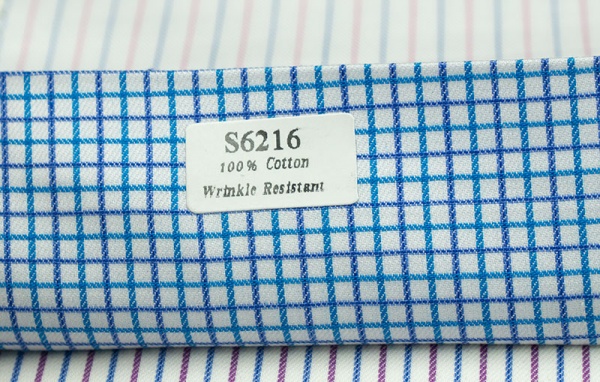 S6216
100% Cotton
Wrinkle Resistant